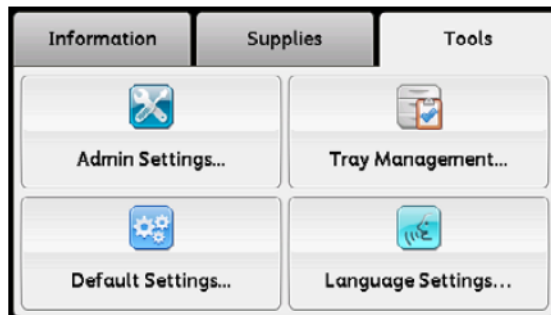 Information Supplies Tools
Admin Settings... Tray Management...
Default Settings... Language Settings...